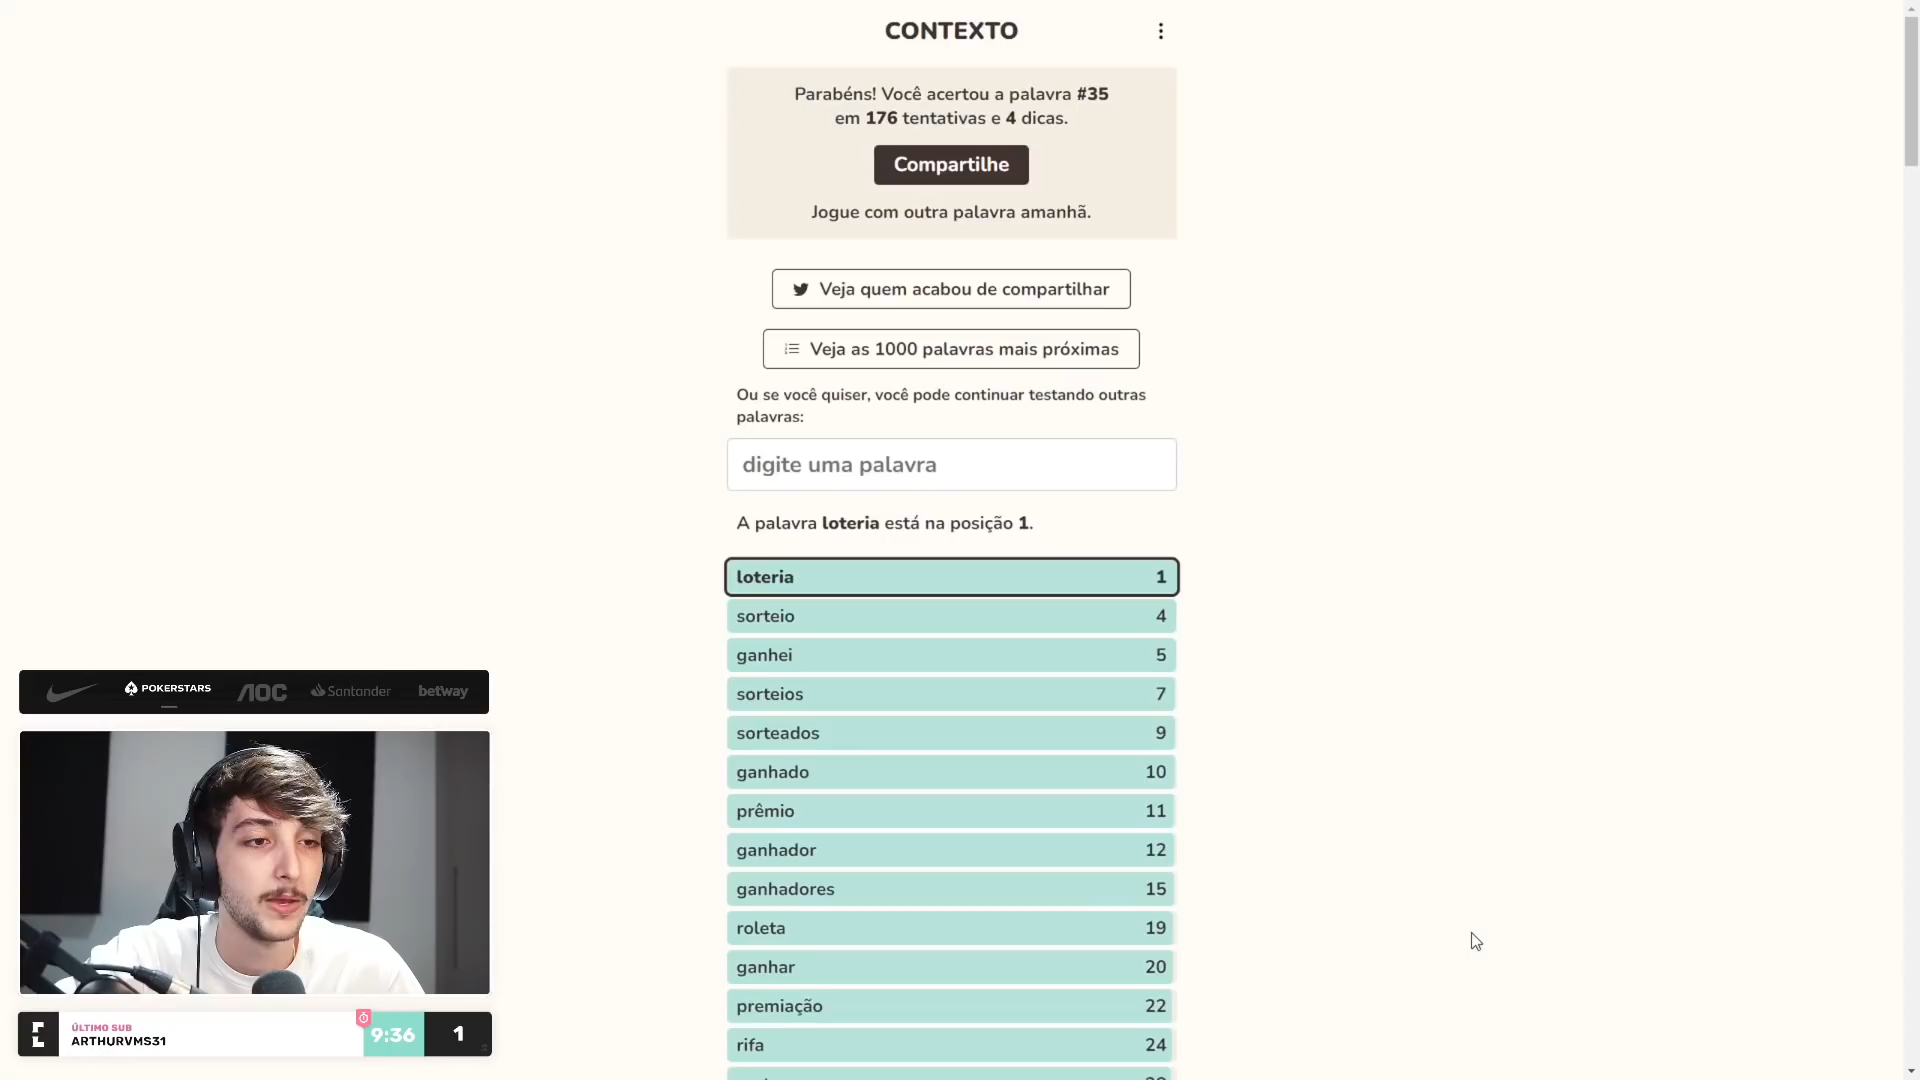 CONTEXTO
Parabéns! Você acertou a palavra #35
em 176 tentativas e 4 dicas.
Compartilhe
Jogue com outra palavra amanhã.
Veja quem acabou de compartilhar
Veja as 1000 palavras mais próximas
Ou se você quiser, você pode continuar testando outras
palavras:
digite uma palavra
A palavra loteria está na posição 1.
loteria 1
sorteio 4
ganhei 5
sorteios 7
sorteados 9
ganhado 10
prêmio 11
ganhador 12
ganhadores 15
roleta 19
ganhar 20
premiação 22
rifa 24
POKERSTARS AOC Santander betway
ÚLTIMO SUB
ARTHURVMS31
9:36 1